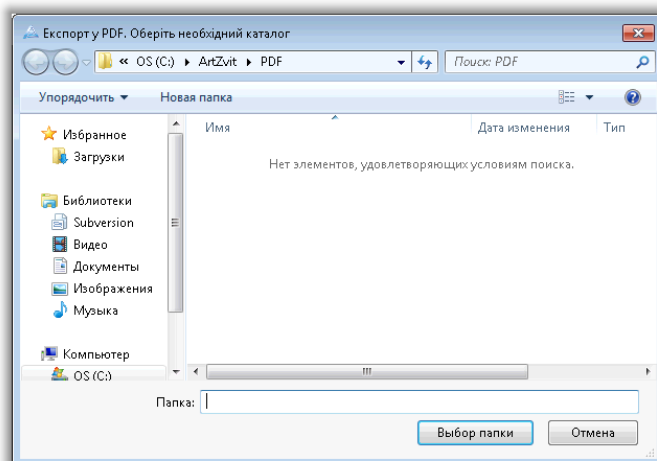 Експорт у PDF. Оберіть необхідний каталог
« OS (C:) ▸ ArtZvit ▸ PDF
Поиск: PDF
Упорядочить ▾ Новая папка
Избранное
Загрузки
Библиотеки
Subversion
Видео
Документы
Изображения
Музыка
Компьютер
OS (C:)
Имя Дата изменения Тип
Нет элементов, удовлетворяющих условиям поиска.
Папка:
Выбор папки Отмена